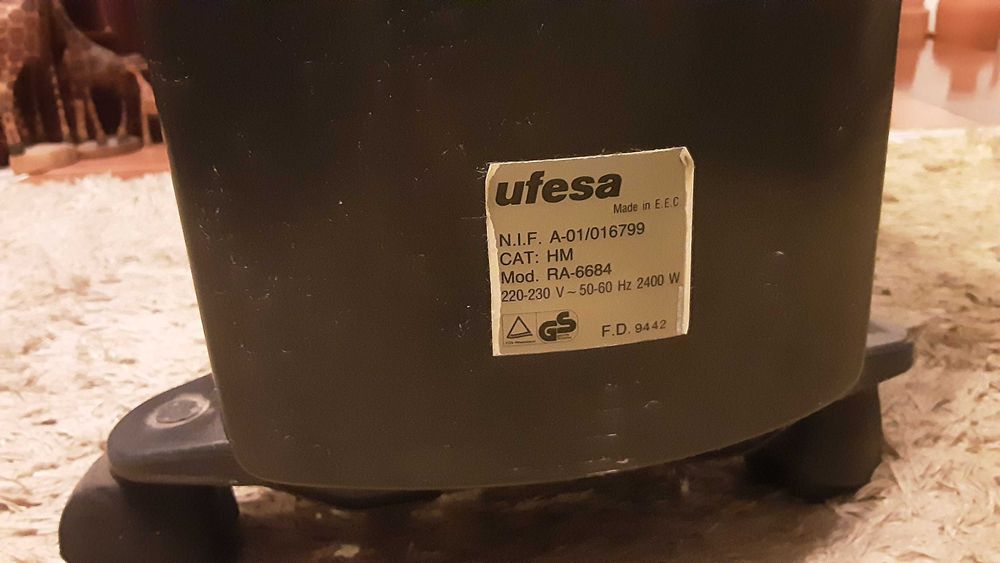 ufesa
Made in E.E.C
N.I.F. A-01/016799
CAT: HM
Mod. RA-6684
220-230 V ~ 50-60 Hz 2400 W
GS
F.D. 9442